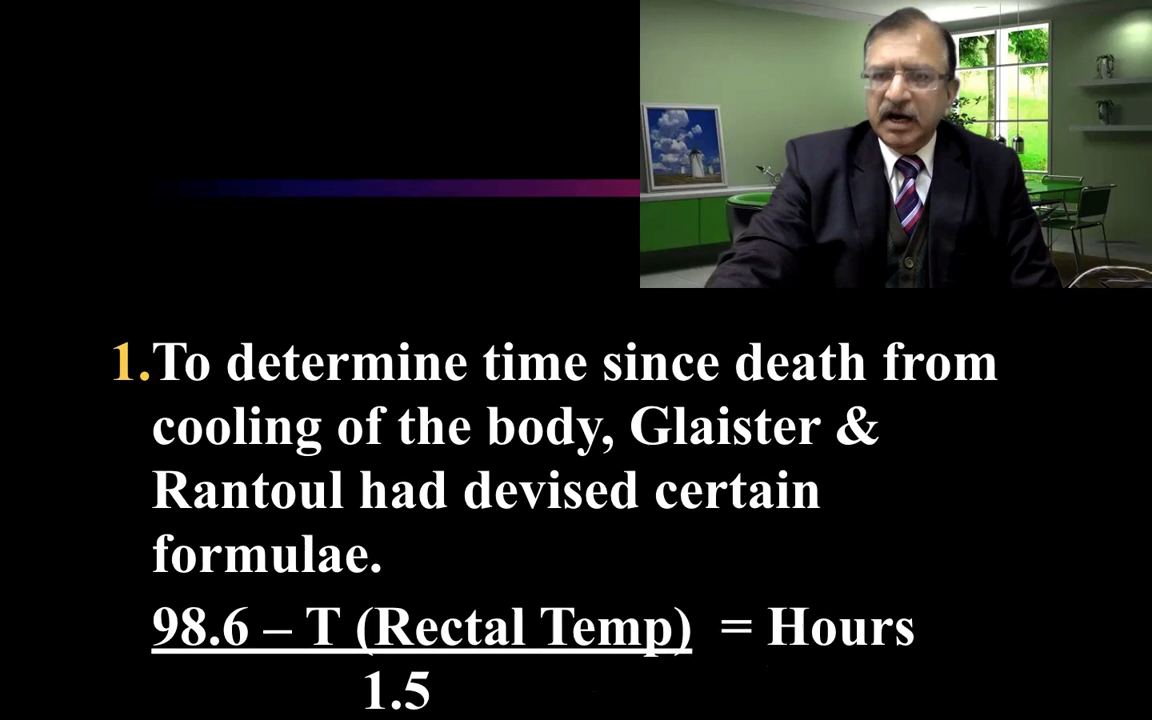 1.To determine time since death from
cooling of the body, Glaister &
Rantoul had devised certain
formulae.
98.6 – T (Rectal Temp) = Hours
1.5